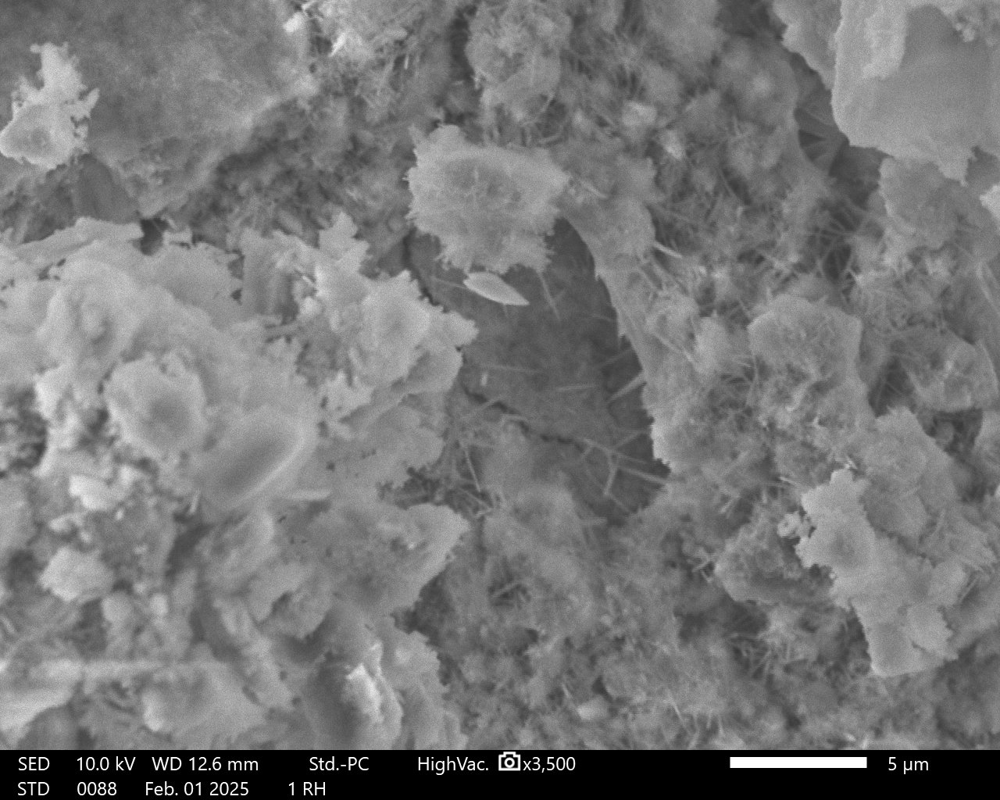 SED 10.0 kV WD 12.6 mm Std.-PC HighVac. x3,500 5 µm
STD 0088 Feb. 01 2025 1 RH